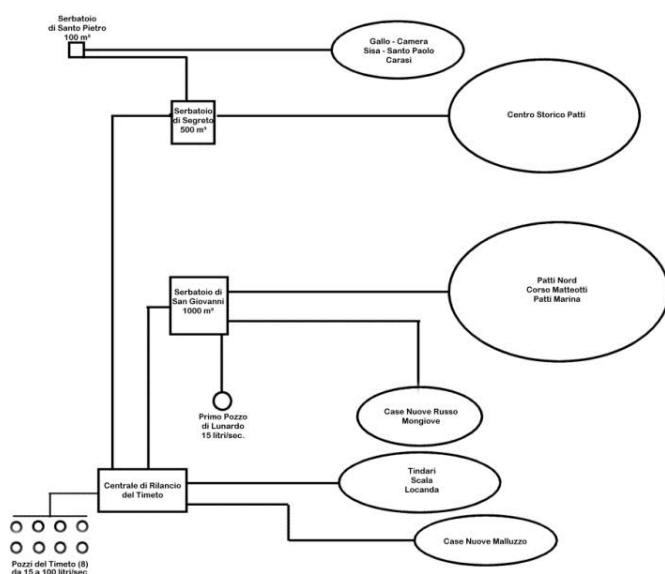 Serbatoio
di Santo Pietro
100 m³
Gallo - Camera
Sisa - Santo Paolo
Carasi
Serbatoio
di Segreto
500 m³
Centro Storico Patti
Serbatoio di
San Giovanni
1000 m³
Patti Nord
Corso Matteotti
Patti Marina
Primo Pozzo
di Lunardo
15 litri/sec.
Case Nuove Russo
Mongiove
Centrale di Rilancio
del Timeto
Tindari
Scala
Locanda
Case Nuove Malluzzo
Pozzi del Timeto (8)
da 15 a 100 litri/sec